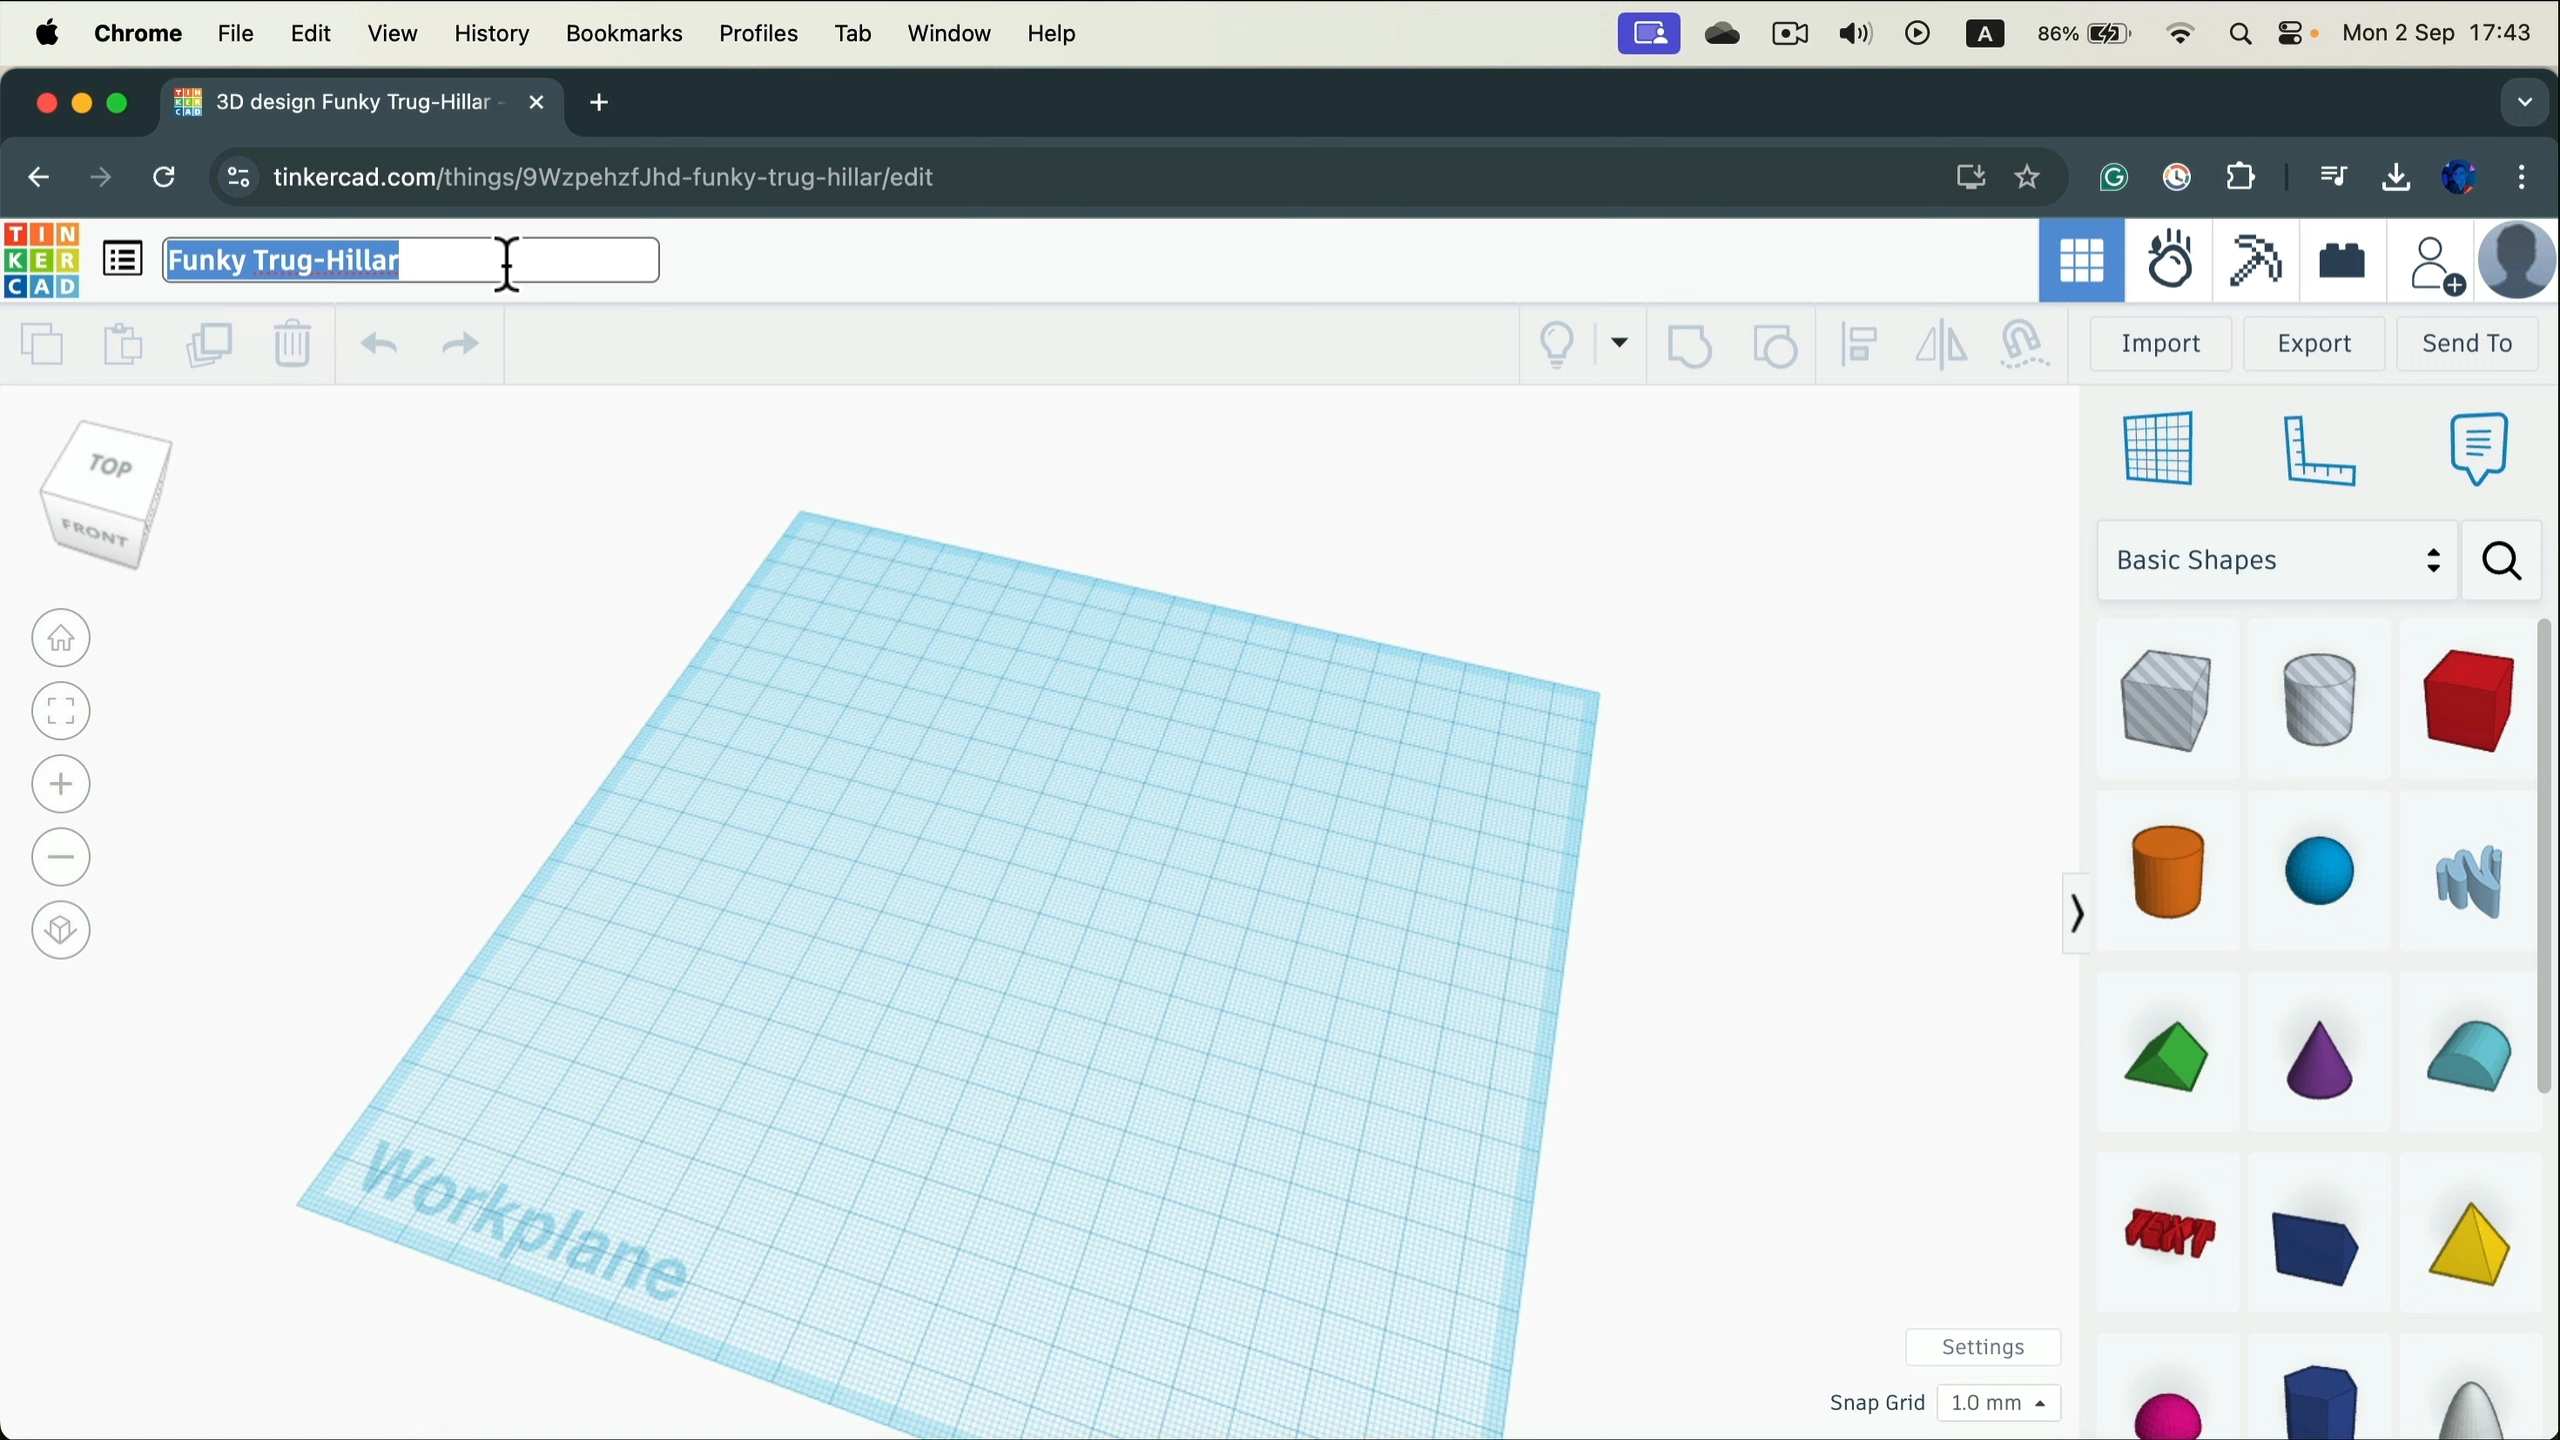 Chrome File Edit View History Bookmarks Profiles Tab Window Help A 86% Mon 2 Sep 17:43
3D design Funky Trug-Hillar -
tinkercad.com/things/9WzpehzfJhd-funky-trug-hillar/edit
TIN
KER
CAD
Funky Trug-Hillar
Import Export Send To
TOP
FRONT
Basic Shapes
TEXT
Workplane
Settings
Snap Grid 1.0 mm